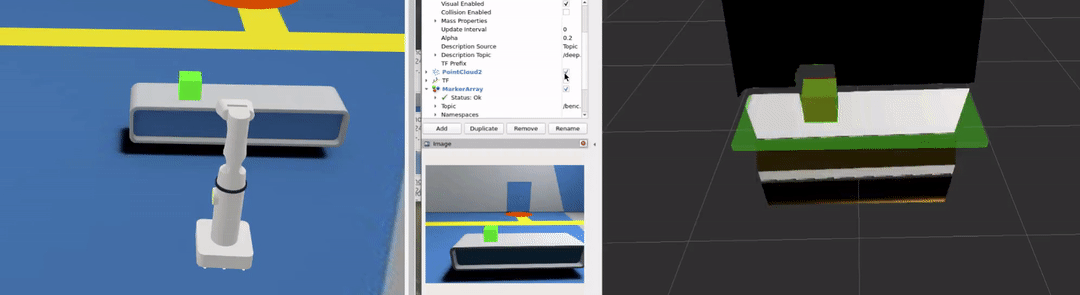 Visual Enabled
Collision Enabled
Mass Properties
Update Interval 0
Alpha 0.2
Description Source Topic
Description Topic /deep.
TF Prefix
PointCloud2
TF
MarkerArray
Status: Ok
Topic /benc.
Namespaces
Add Duplicate Remove Rename
Image